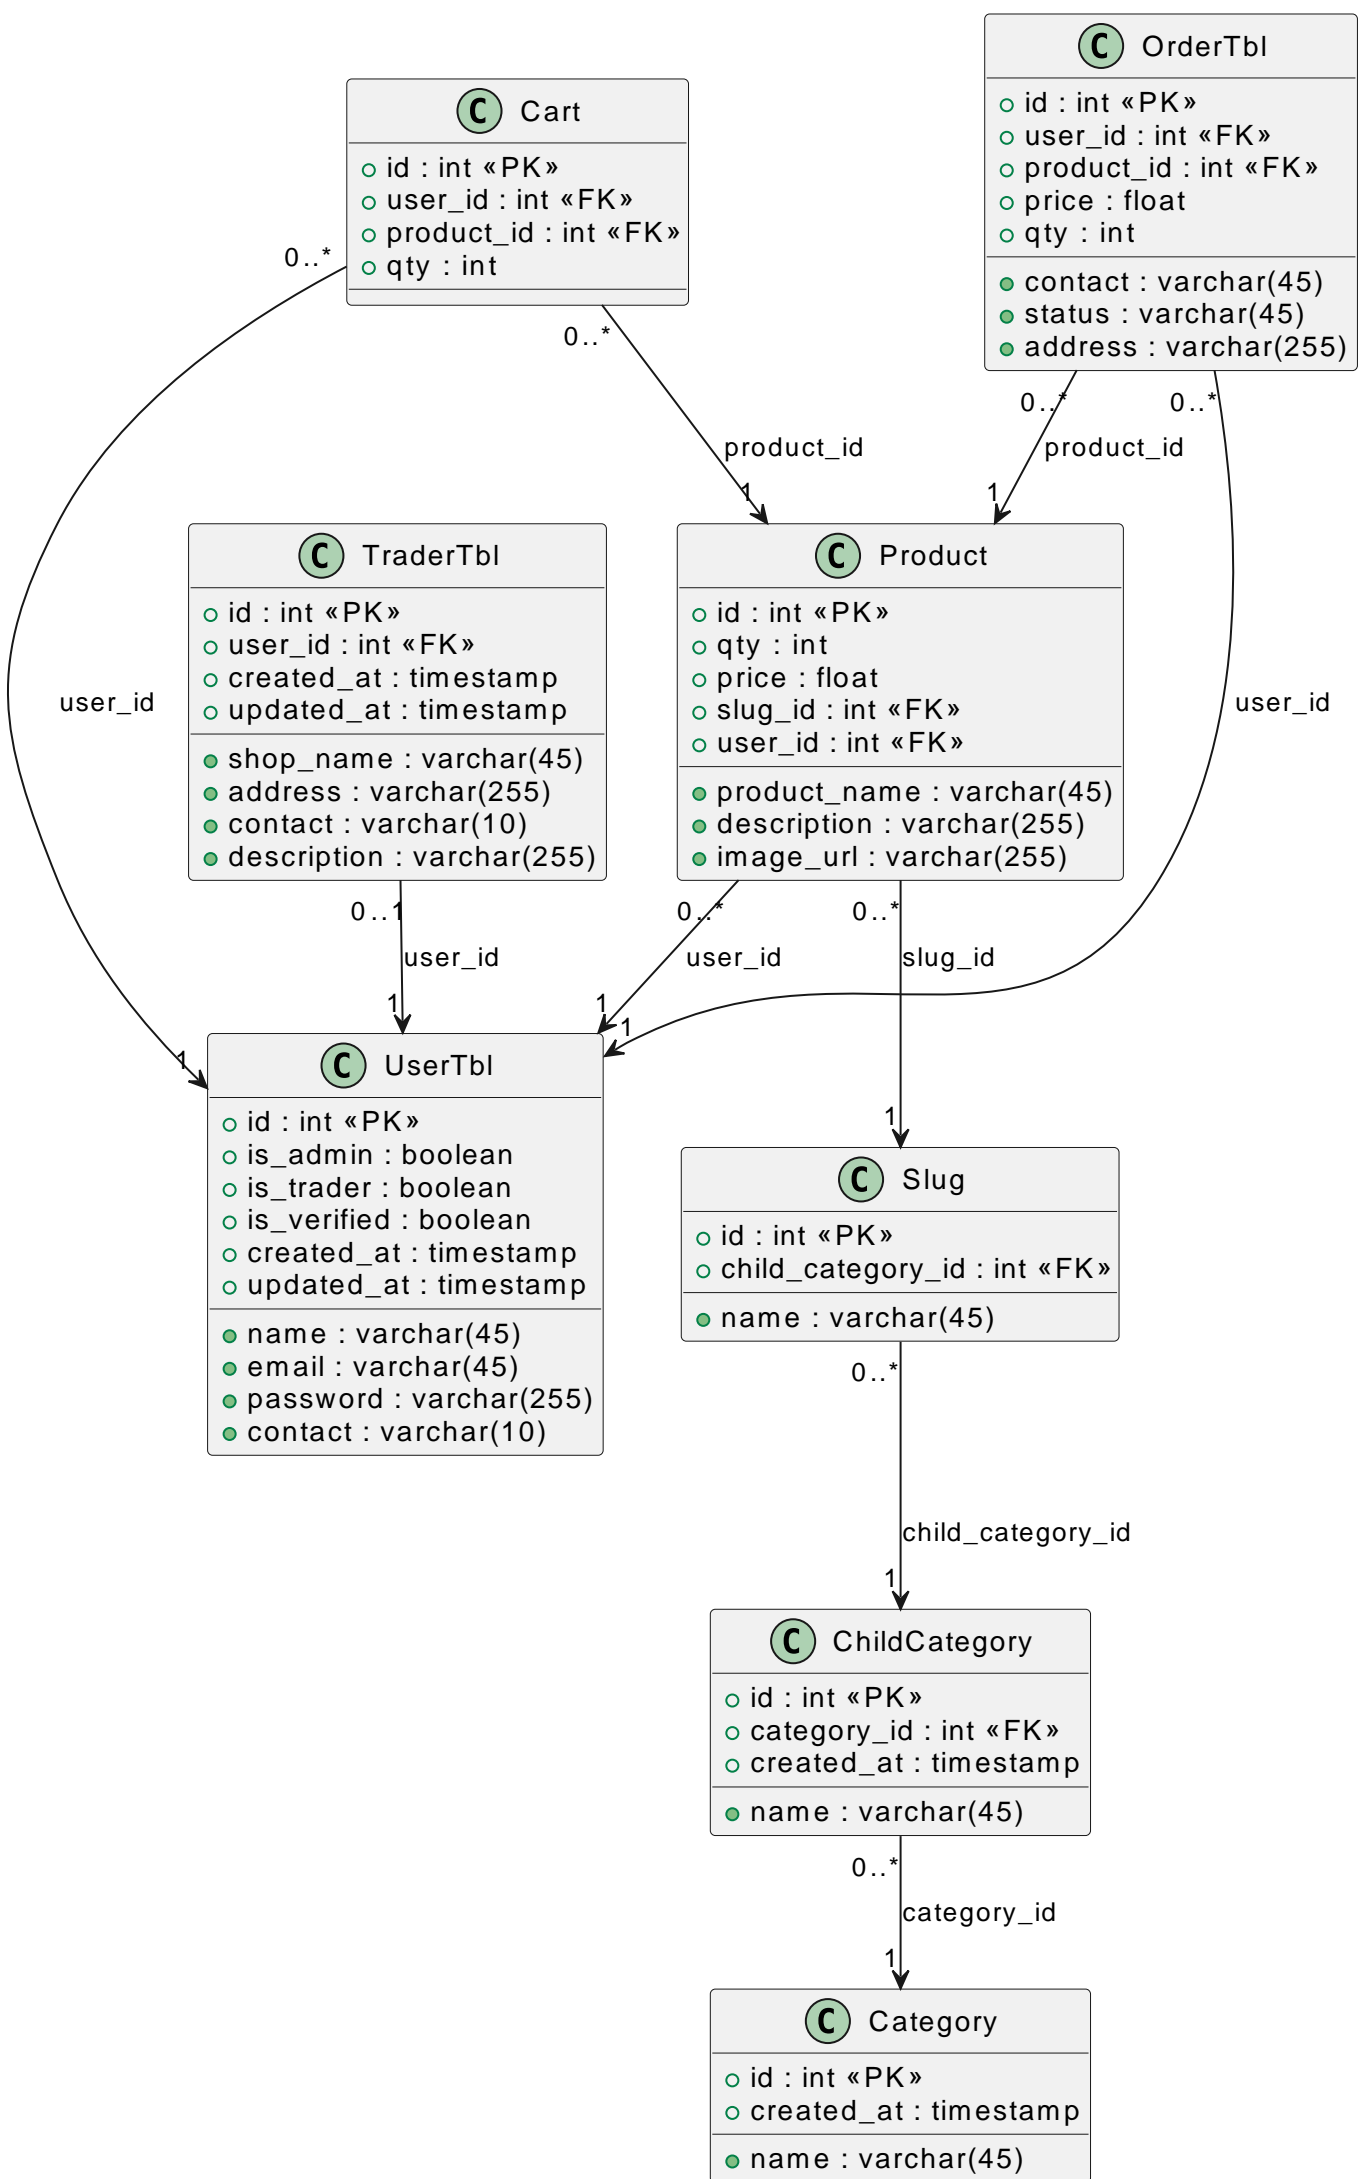 C OrderTbl
id : int «PK»
user_id : int «FK»
product_id : int «FK»
price : float
qty : int
contact : varchar(45)
status : varchar(45)
address : varchar(255)
C Cart
id : int «PK»
user_id : int «FK»
product_id : int «FK»
qty : int
0..*
0..*
0..*
0..*
product_id
product_id
1
1
C TraderTbl
id : int «PK»
user_id : int «FK»
created_at : timestamp
updated_at : timestamp
shop_name : varchar(45)
address : varchar(255)
contact : varchar(10)
description : varchar(255)
C Product
id : int «PK»
qty : int
price : float
slug_id : int «FK»
user_id : int «FK»
product_name : varchar(45)
description : varchar(255)
image_url : varchar(255)
user_id
user_id
0..1
0..*
0..*
user_id
user_id
slug_id
1
1
1
1
1
C UserTbl
id : int «PK»
is_admin : boolean
is_trader : boolean
is_verified : boolean
created_at : timestamp
updated_at : timestamp
name : varchar(45)
email : varchar(45)
password : varchar(255)
contact : varchar(10)
C Slug
id : int «PK»
child_category_id : int «FK»
name : varchar(45)
0..*
child_category_id
1
C ChildCategory
id : int «PK»
category_id : int «FK»
created_at : timestamp
name : varchar(45)
0..*
category_id
1
C Category
id : int «PK»
created_at : timestamp
name : varchar(45)